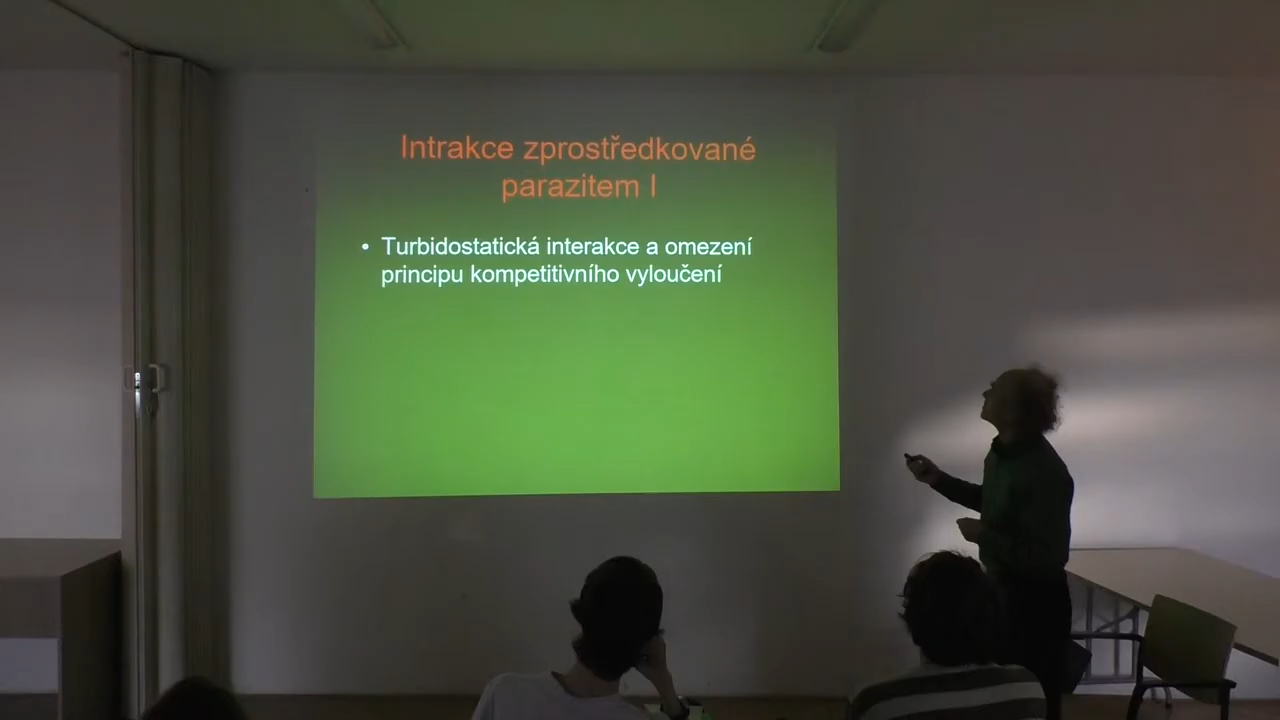 Intrakce zprostředkované
parazitem I
• Turbidostatická interakce a omezení
principu kompetitivního vyloučení